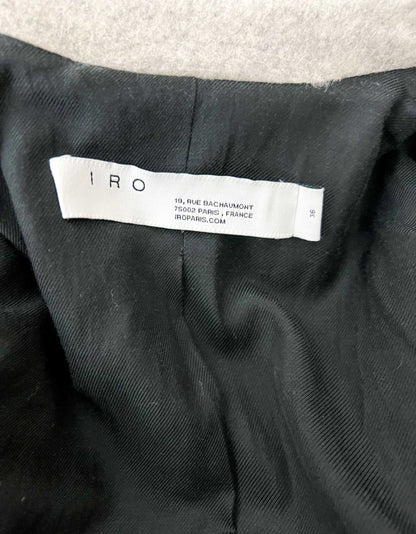 IRO
19, RUE BACHAUMONT
75002 PARIS, FRANCE
IROPARIS.COM
36